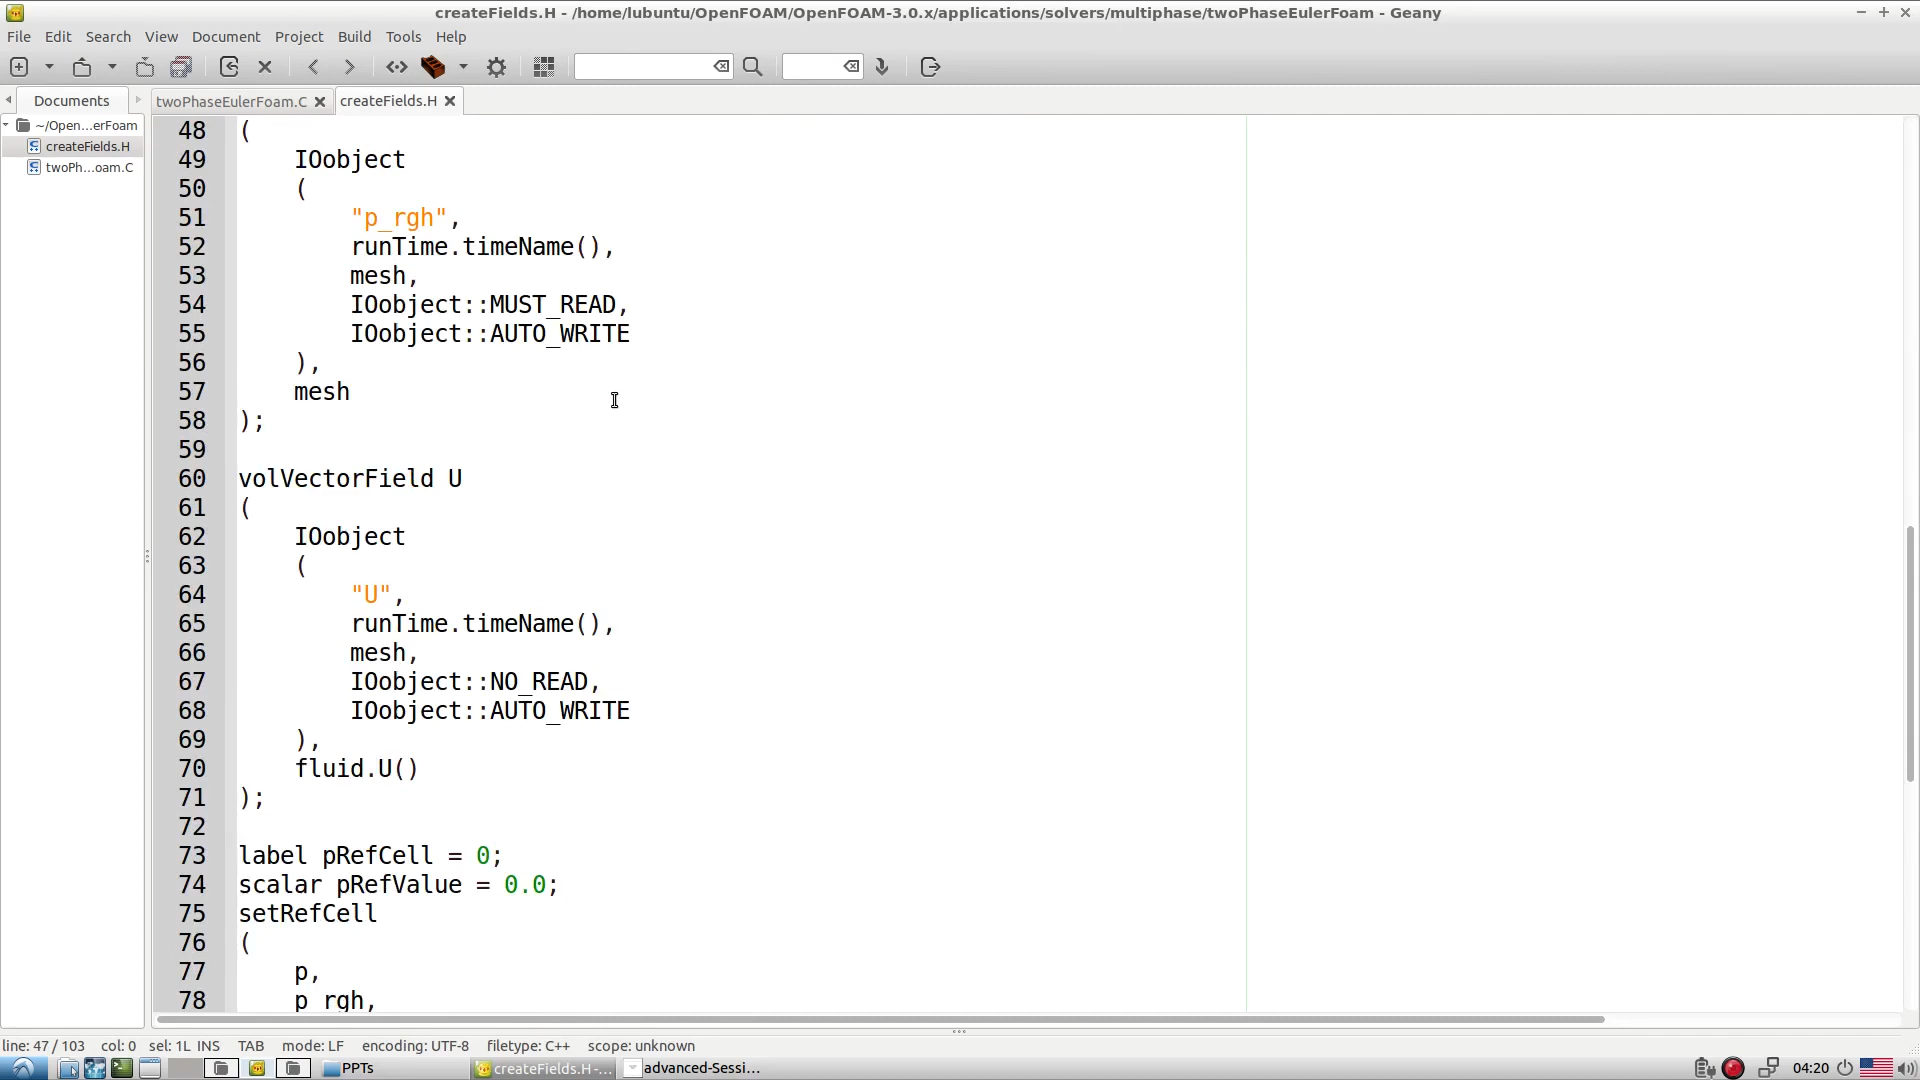 createFields.H - /home/lubuntu/OpenFOAM/OpenFOAM-3.0.x/applications/solvers/multiphase/twoPhaseEulerFoam - Geany
File Edit Search View Document Project Build Tools Help
Documents
twoPhaseEulerFoam.C
createFields.H
~/Open...erFoam
createFields.H
twoPh...oam.C
48 (
49     IOobject
50     (
51         "p_rgh",
52         runTime.timeName(),
53         mesh,
54         IOobject::MUST_READ,
55         IOobject::AUTO_WRITE
56     ),
57     mesh
58 );
59
60 volVectorField U
61 (
62     IOobject
63     (
64         "U",
65         runTime.timeName(),
66         mesh,
67         IOobject::NO_READ,
68         IOobject::AUTO_WRITE
69     ),
70     fluid.U()
71 );
72
73 label pRefCell = 0;
74 scalar pRefValue = 0.0;
75 setRefCell
76 (
77     p,
78     p_rgh,
line: 47 / 103 col: 0 sel: 1L INS TAB mode: LF encoding: UTF-8 filetype: C++ scope: unknown
PPTs
createFields.H -...
advanced-Sessi...
04:20